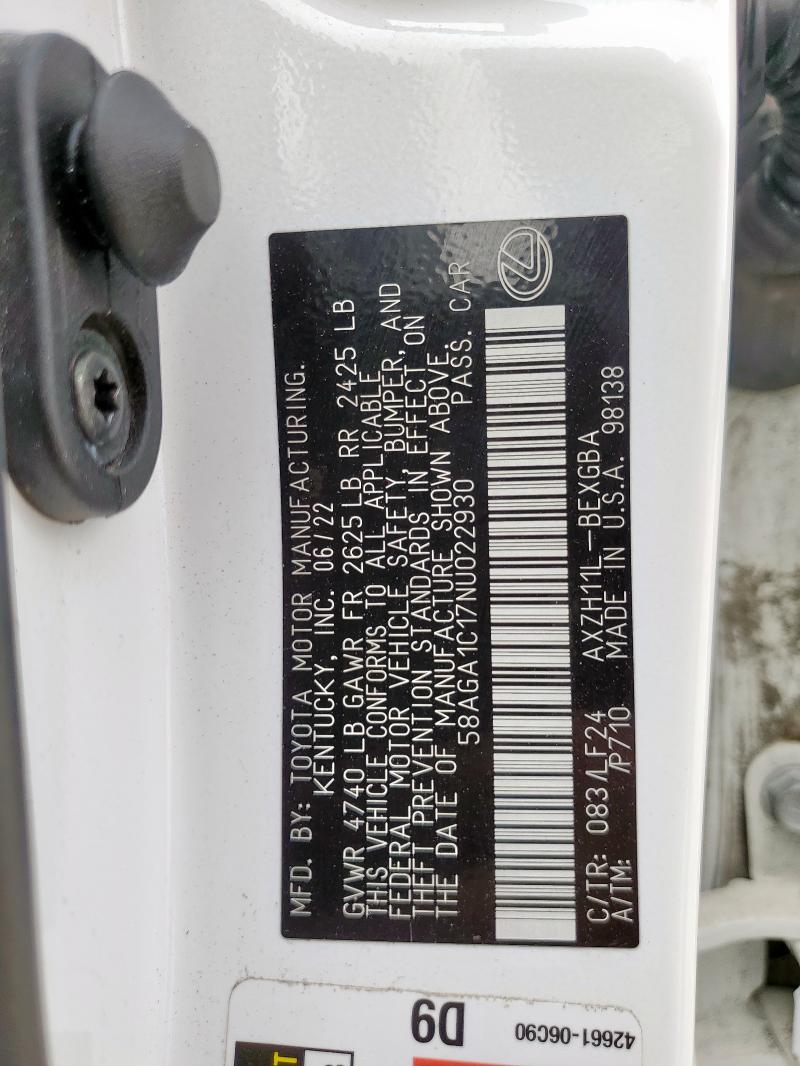 MFD. BY: TOYOTA MOTOR MANUFACTURING.
KENTUCKY, INC. 06/22
GVWR 4740 LB GAWR FR 2625 LB RR 2425 LB
THIS VEHICLE CONFORMS TO ALL APPLICABLE
FEDERAL MOTOR VEHICLE SAFETY, BUMPER, AND
THEFT PREVENTION STANDARDS IN EFFECT ON
THE DATE OF MANUFACTURE SHOWN ABOVE.
58AGA1C17NU022930 PASS. CAR
C/TR: 083/LF24 AXZH11L-BEXGBA
A/TM: /P710 MADE IN U.S.A. 98138
D9
42661-06C90